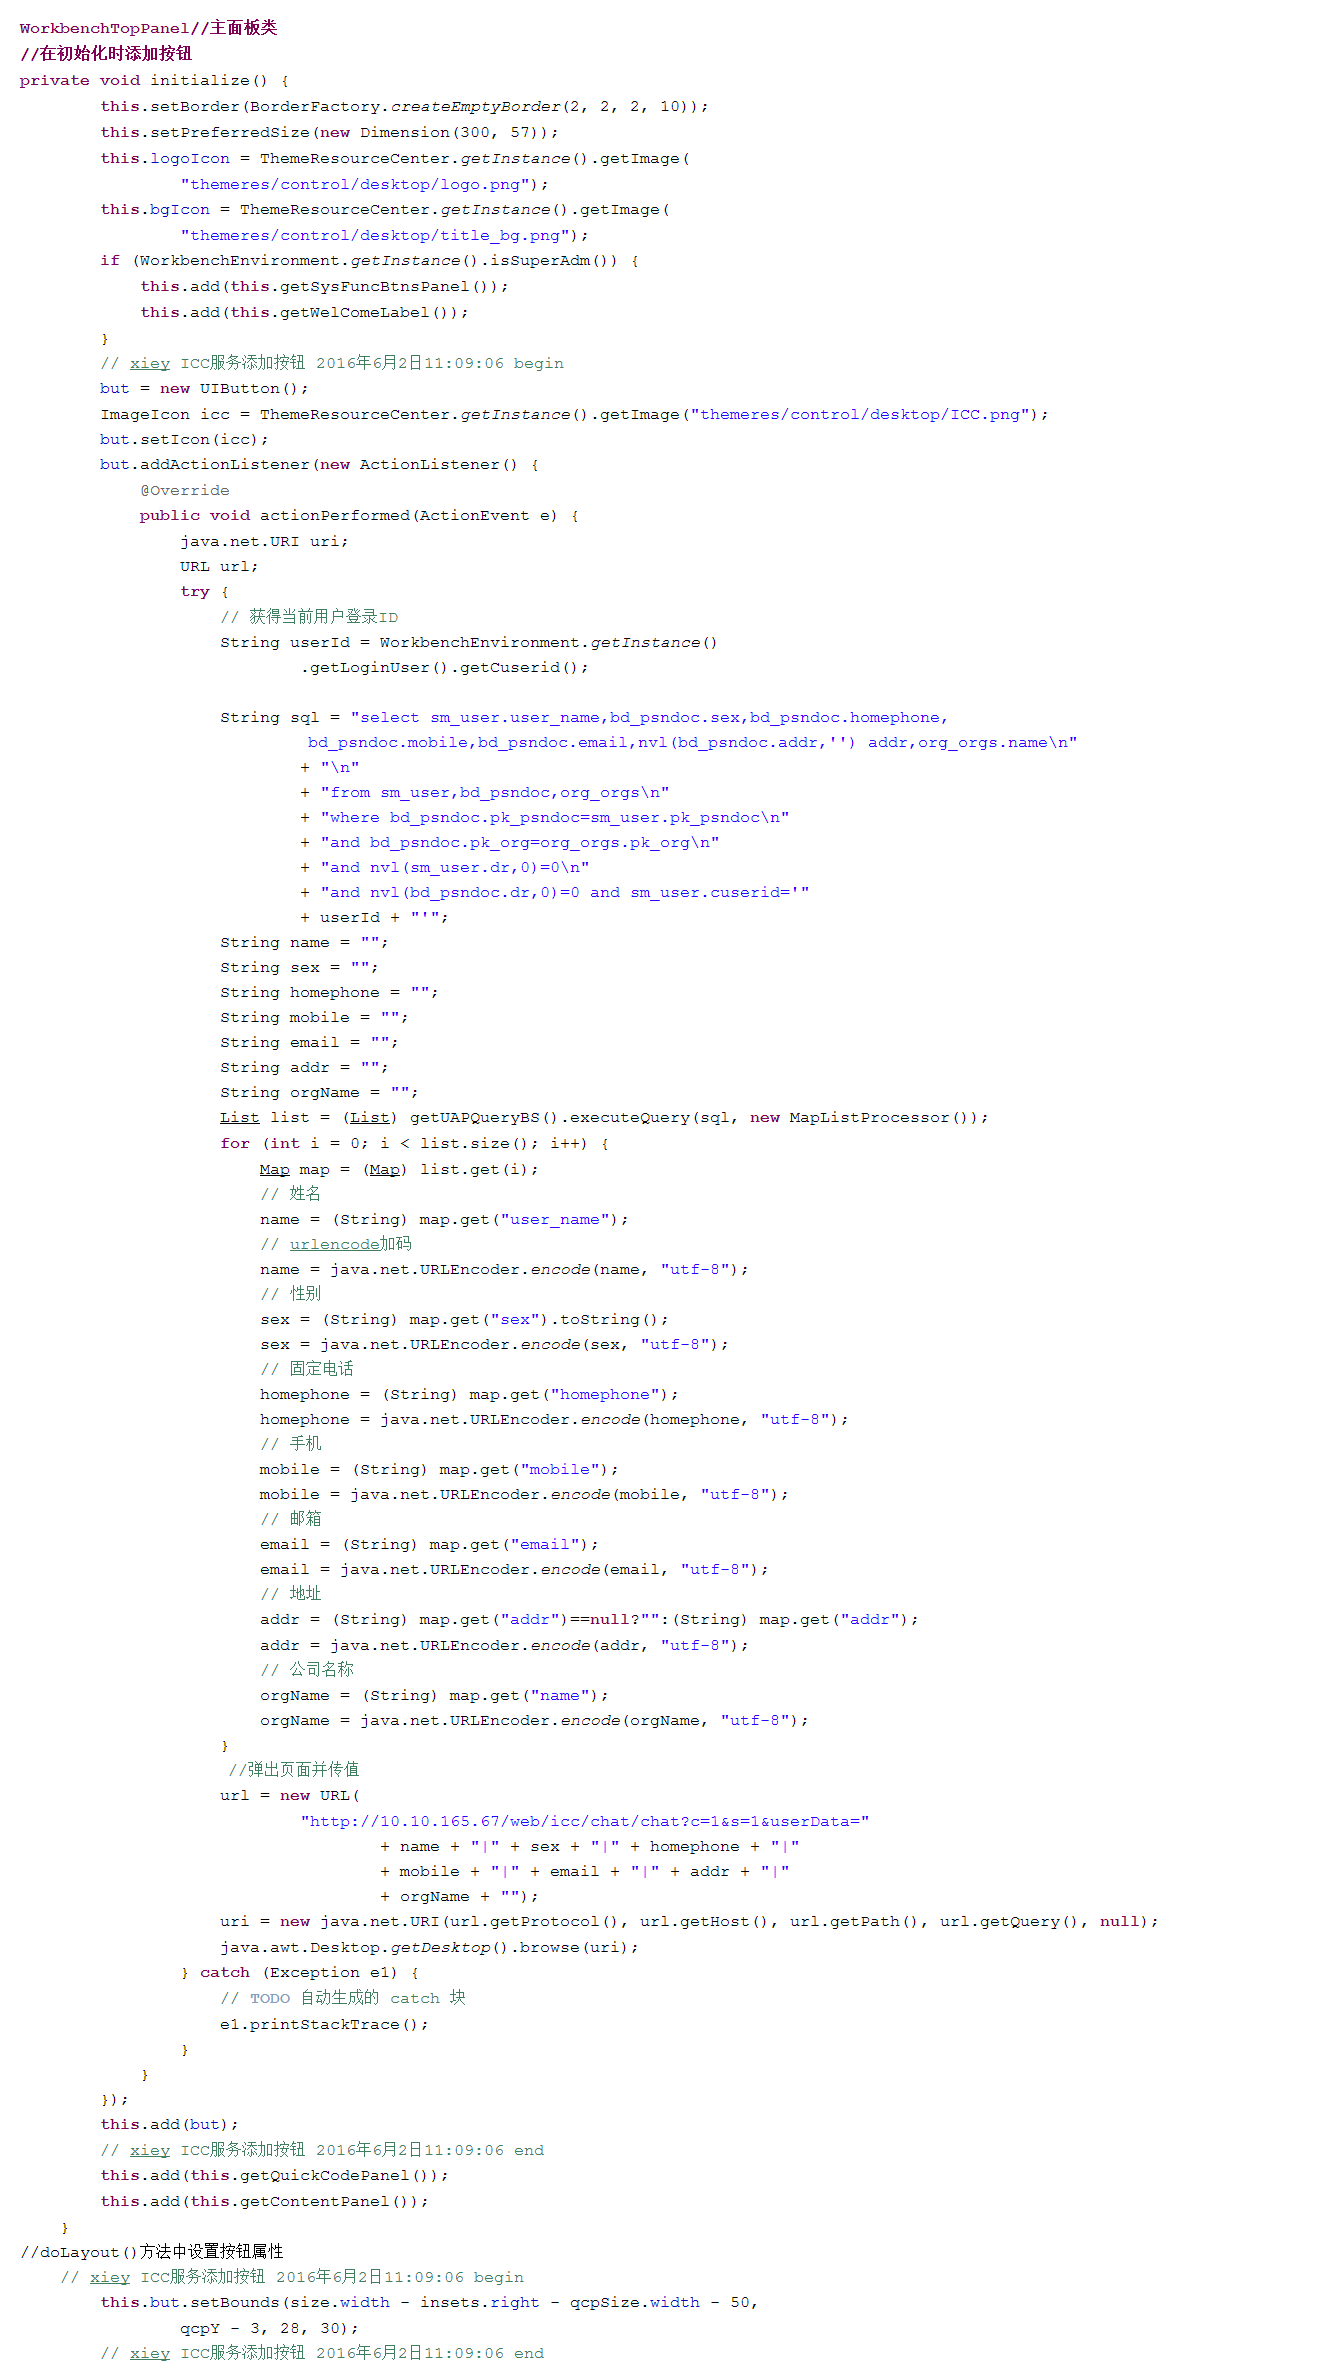 WorkbenchTopPanel//主面板类
//在初始化时添加按钮
private void initialize() {
this.setBorder(BorderFactory.createEmptyBorder(2, 2, 2, 10));
this.setPreferredSize(new Dimension(300, 57));
this.logoIcon = ThemeResourceCenter.getInstance().getImage(
"themeres/control/desktop/logo.png");
this.bgIcon = ThemeResourceCenter.getInstance().getImage(
"themeres/control/desktop/title_bg.png");
if (WorkbenchEnvironment.getInstance().isSuperAdm()) {
this.add(this.getSysFuncBtnsPanel());
this.add(this.getWelComeLabel());
}
// xiey ICC服务添加按钮 2016年6月2日11:09:06 begin
but = new UIButton();
ImageIcon icc = ThemeResourceCenter.getInstance().getImage("themeres/control/desktop/ICC.png");
but.setIcon(icc);
but.addActionListener(new ActionListener() {
@Override
public void actionPerformed(ActionEvent e) {
java.net.URI uri;
URL url;
try {
// 获得当前用户登录ID
String userId = WorkbenchEnvironment.getInstance()
.getLoginUser().getCuserid();
String sql = "select sm_user.user_name,bd_psndoc.sex,bd_psndoc.homephone,
bd_psndoc.mobile,bd_psndoc.email,nvl(bd_psndoc.addr,'') addr,org_orgs.name\n"
+ "\n"
+ "from sm_user,bd_psndoc,org_orgs\n"
+ "where bd_psndoc.pk_psndoc=sm_user.pk_psndoc\n"
+ "and bd_psndoc.pk_org=org_orgs.pk_org\n"
+ "and nvl(sm_user.dr,0)=0\n"
+ "and nvl(bd_psndoc.dr,0)=0 and sm_user.cuserid='"
+ userId + "'";
String name = "";
String sex = "";
String homephone = "";
String mobile = "";
String email = "";
String addr = "";
String orgName = "";
List list = (List) getUAPQueryBS().executeQuery(sql, new MapListProcessor());
for (int i = 0; i < list.size(); i++) {
Map map = (Map) list.get(i);
// 姓名
name = (String) map.get("user_name");
// urlencode加码
name = java.net.URLEncoder.encode(name, "utf-8");
// 性别
sex = (String) map.get("sex").toString();
sex = java.net.URLEncoder.encode(sex, "utf-8");
// 固定电话
homephone = (String) map.get("homephone");
homephone = java.net.URLEncoder.encode(homephone, "utf-8");
// 手机
mobile = (String) map.get("mobile");
mobile = java.net.URLEncoder.encode(mobile, "utf-8");
// 邮箱
email = (String) map.get("email");
email = java.net.URLEncoder.encode(email, "utf-8");
// 地址
addr = (String) map.get("addr")==null?"":(String) map.get("addr");
addr = java.net.URLEncoder.encode(addr, "utf-8");
// 公司名称
orgName = (String) map.get("name");
orgName = java.net.URLEncoder.encode(orgName, "utf-8");
}
//弹出页面并传值
url = new URL(
"http://10.10.165.67/web/icc/chat/chat?c=1&s=1&userData="
+ name + "|" + sex + "|" + homephone + "|"
+ mobile + "|" + email + "|" + addr + "|"
+ orgName + "");
uri = new java.net.URI(url.getProtocol(), url.getHost(), url.getPath(), url.getQuery(), null);
java.awt.Desktop.getDesktop().browse(uri);
} catch (Exception e1) {
// TODO 自动生成的 catch 块
e1.printStackTrace();
}
}
});
this.add(but);
// xiey ICC服务添加按钮 2016年6月2日11:09:06 end
this.add(this.getQuickCodePanel());
this.add(this.getContentPanel());
}
//doLayout()方法中设置按钮属性
// xiey ICC服务添加按钮 2016年6月2日11:09:06 begin
this.but.setBounds(size.width - insets.right - qcpSize.width - 50,
qcpY - 3, 28, 30);
// xiey ICC服务添加按钮 2016年6月2日11:09:06 end